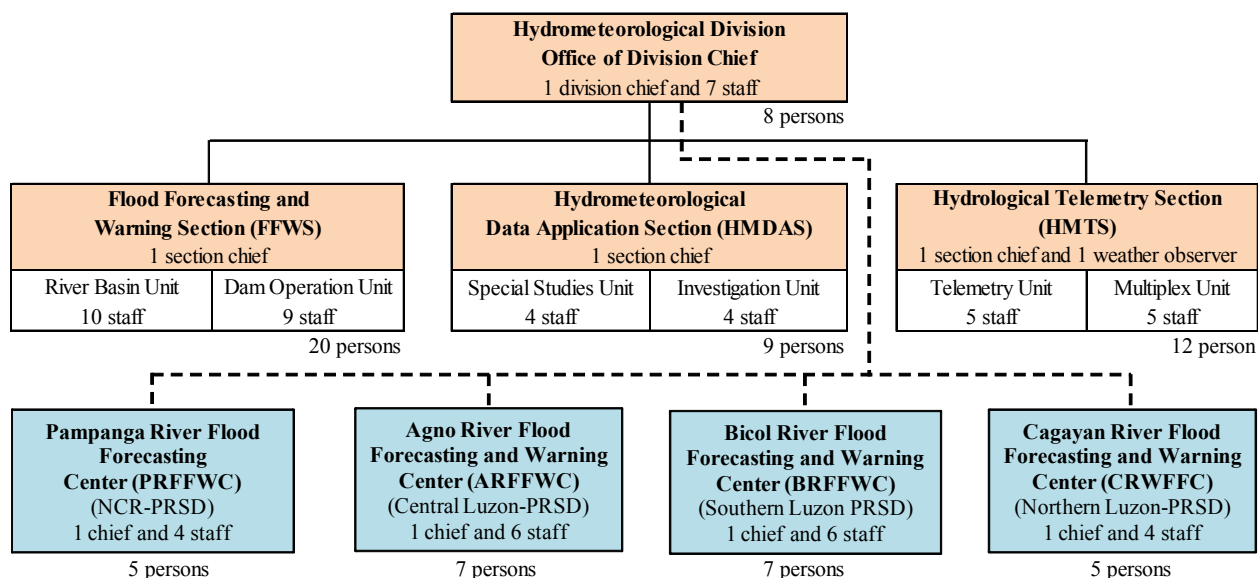 Hydrometeorological Division
Office of Division Chief
1 division chief and 7 staff
8 persons
Flood Forecasting and
Warning Section (FFWS)
1 section chief
River Basin Unit
10 staff
Dam Operation Unit
9 staff
20 persons
Hydrometeorological
Data Application Section (HMDAS)
1 section chief
Special Studies Unit
4 staff
Investigation Unit
4 staff
9 persons
Hydrological Telemetry Section
(HMTS)
1 section chief and 1 weather observer
Telemetry Unit
5 staff
Multiplex Unit
5 staff
12 person
Pampanga River Flood
Forecasting
Center (PRFFWC)
(NCR-PRSD)
1 chief and 4 staff
5 persons
Agno River Flood
Forecasting and Warning
Center (ARFFWC)
(Central Luzon-PRSD)
1 chief and 6 staff
7 persons
Bicol River Flood
Forecasting and Warning
Center (BRFFWC)
(Southern Luzon PRSD)
1 chief and 6 staff
7 persons
Cagayan River Flood
Forecasting and Warning
Center (CRWFFC)
(Northern Luzon-PRSD)
1 chief and 4 staff
5 persons